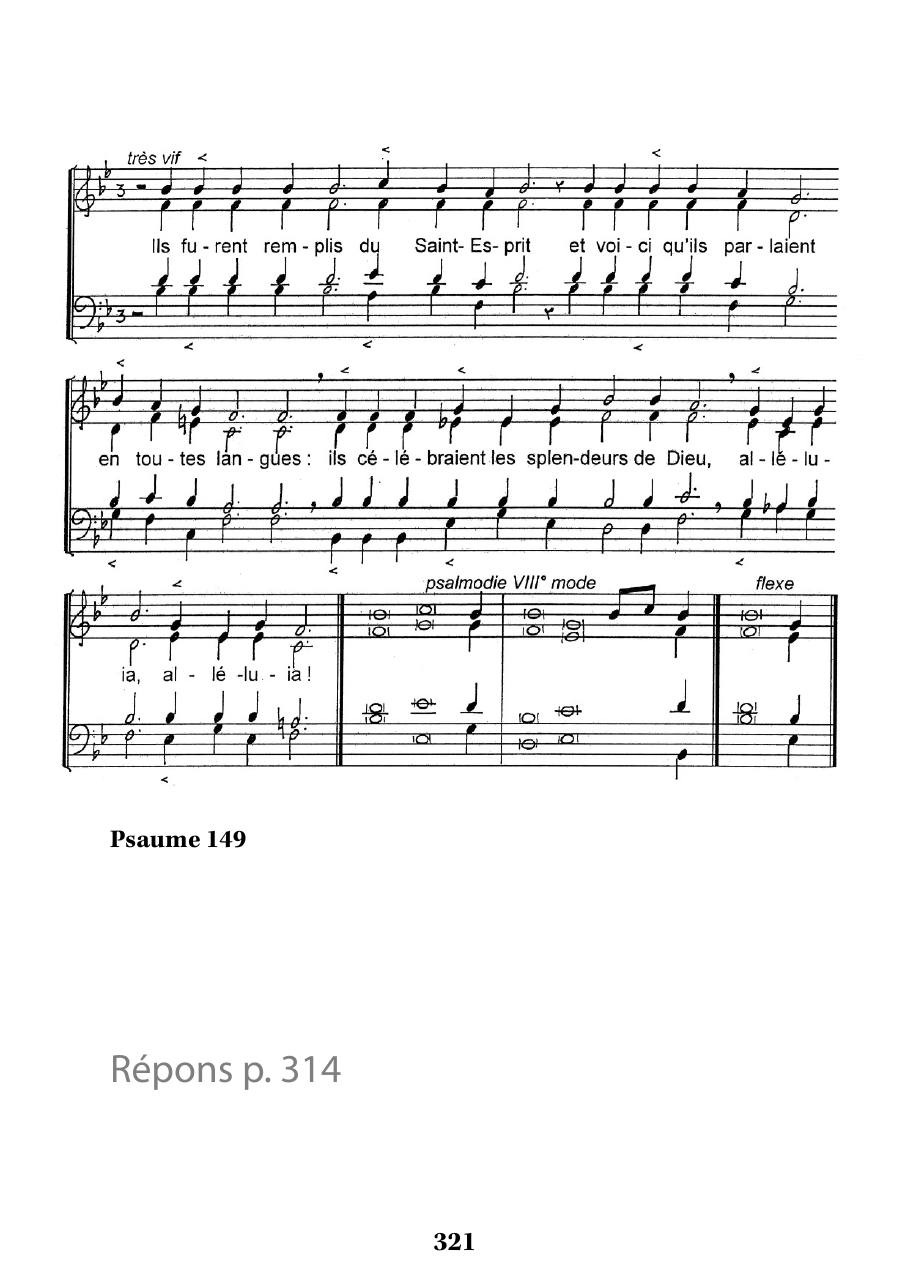 très vif
3
Ils fu - rent rem - plis du Saint- Es- prit et voi - ci qu'ils par - laient
3
en tou - tes lan - gues : ils cé - lé - braient les splen - deurs de Dieu, al - lé - lu -
psalmodie VIII° mode flexe
ia, al - lé - lu - ia !
Psaume 149
Répons p. 314
321